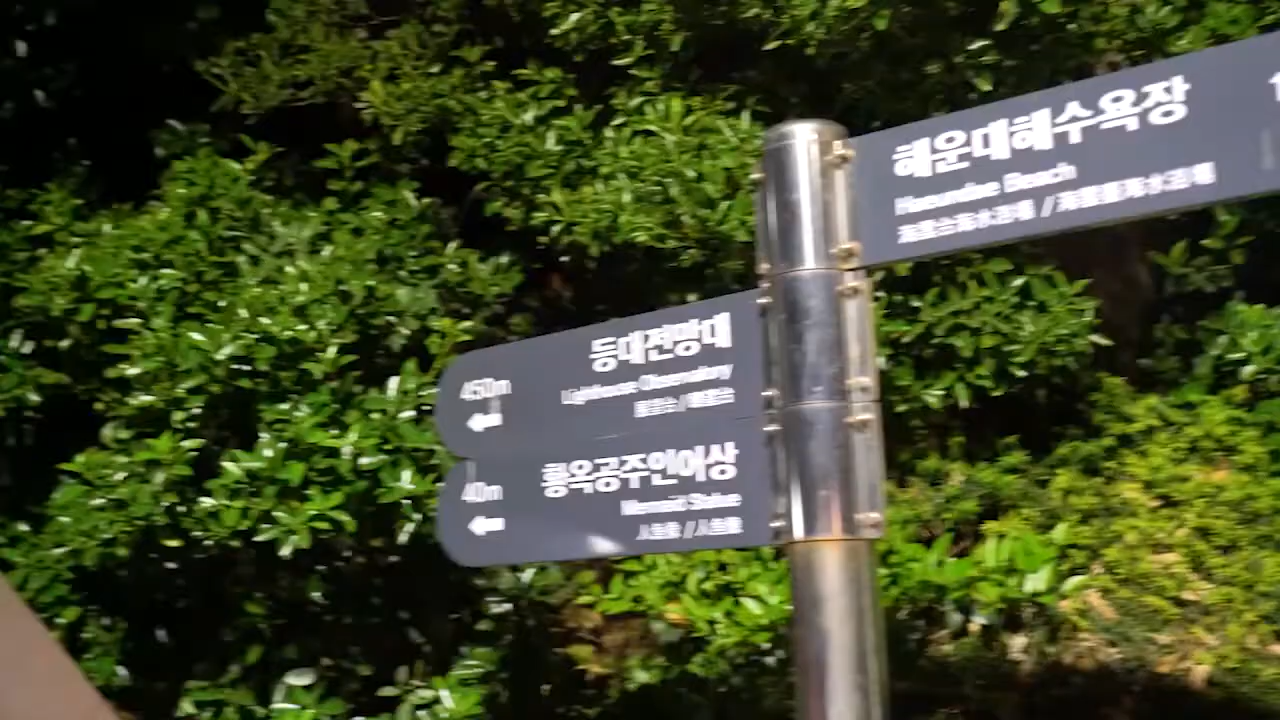 해운대해수욕장
Haeundae Beach
등대전망대
Lighthouse Observatory
450m
황옥공주인어상
Mermaid Statue
40m